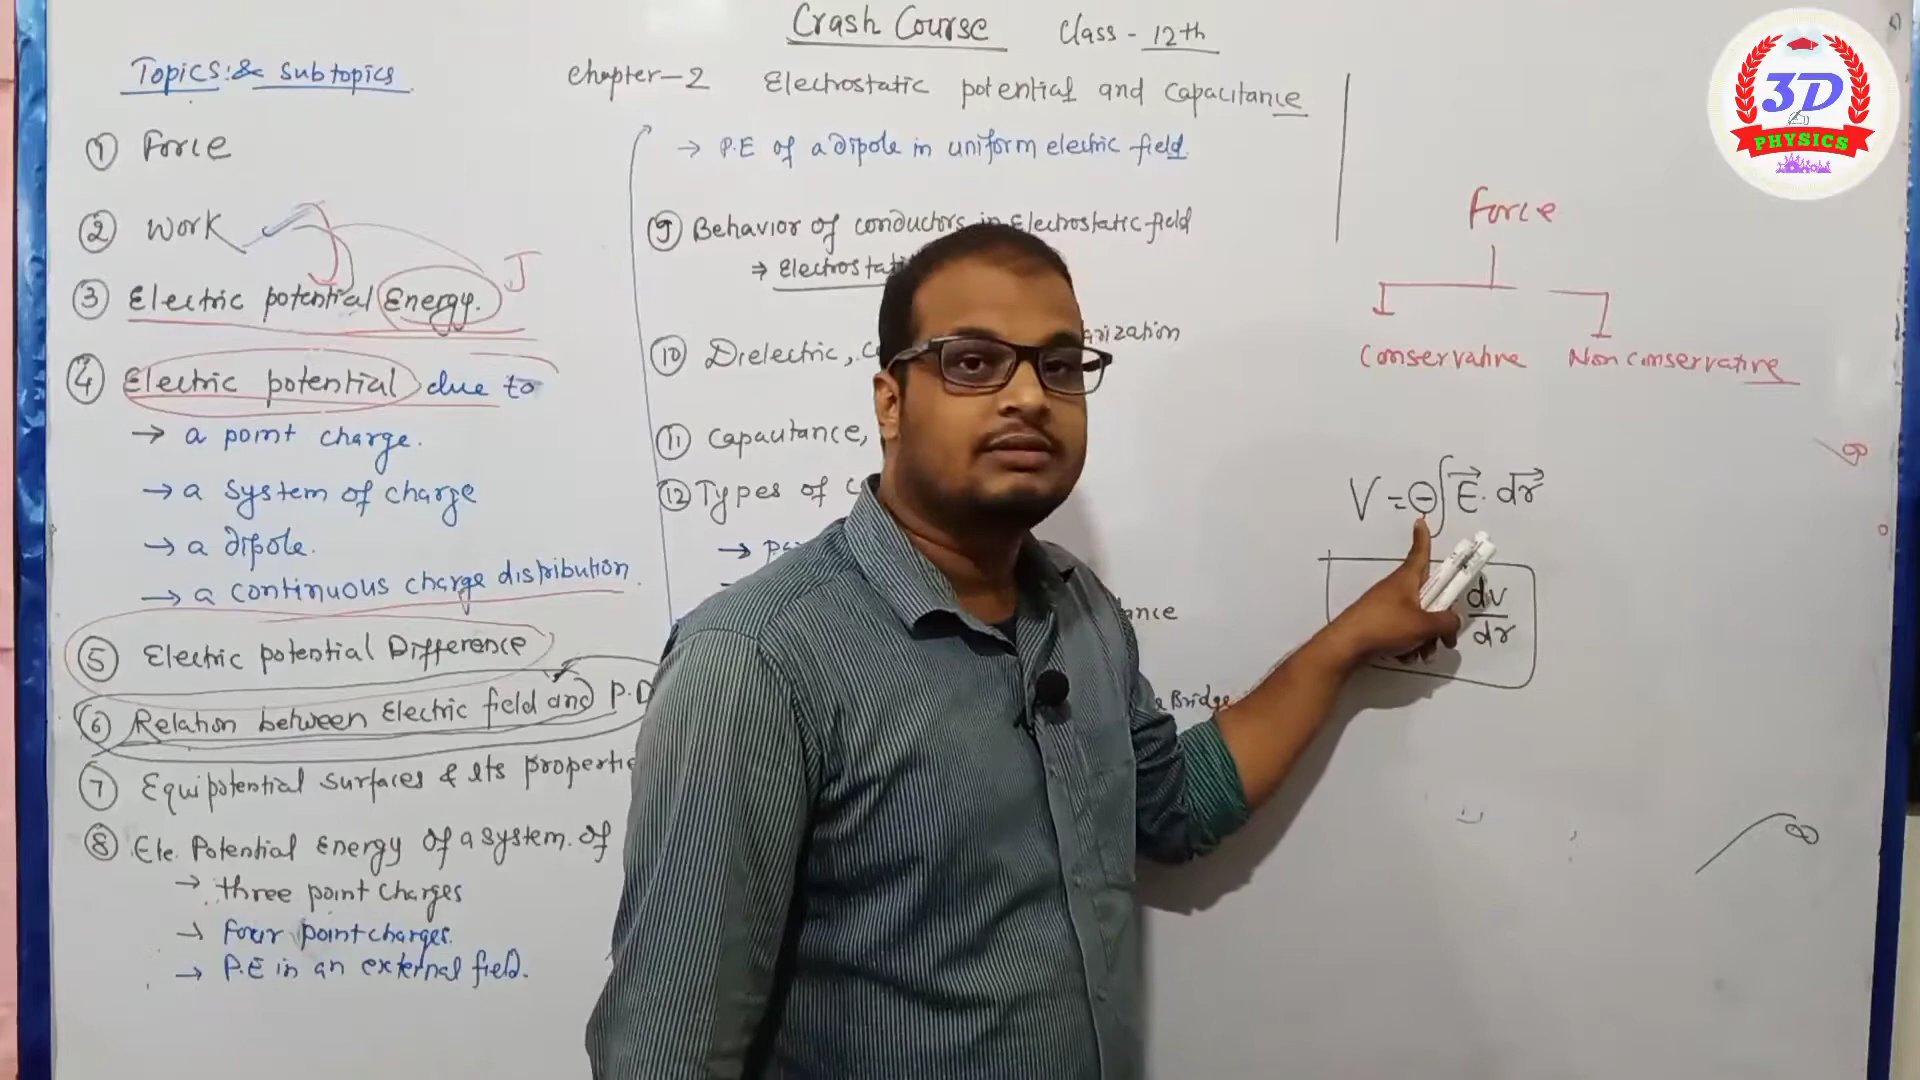 Crash Course Class - 12th
Chapter-2 Electrostatic potential and capacitance
Topics & Subtopics
① Force
② Work
③ Electric potential Energy. J
④ Electric potential due to
→ a point charge.
→ a system of charge
→ a dipole.
→ a continuous charge distribution
⑤ Electric potential Difference
⑥ Relation between Electric field and P.D
⑦ Equipotential surfaces & its
⑧ Ele. Potential Energy of a system of
→ three point charges
→ four point charges.
→ P.E in an external field.
→ P.E of a dipole in uniform electric field.
⑨ Behavior of conductors in Electrostatic field
⇒
⑩ Dielectric,
⑪ Capacitance,
⑫ Types of
Bridge
Force
Conservative Non conservative
V = ⊖∫E⃗. dr⃗
dv
dr
3D
PHYSICS